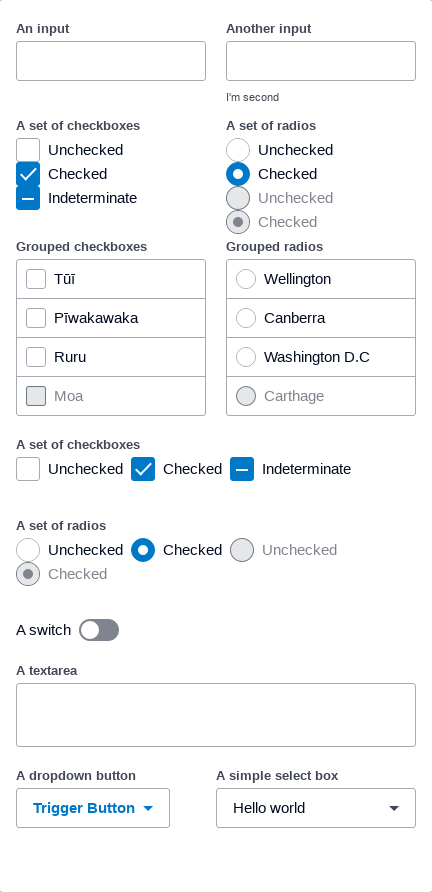 An input
Another input
I'm second
A set of checkboxes
Unchecked
Checked
Indeterminate
A set of radios
Unchecked
Checked
Unchecked
Checked
Grouped checkboxes
Tūī
Pīwakawaka
Ruru
Moa
Grouped radios
Wellington
Canberra
Washington D.C
Carthage
A set of checkboxes
Unchecked Checked Indeterminate
A set of radios
Unchecked Checked Unchecked
Checked
A switch
A textarea
A dropdown button
Trigger Button
A simple select box
Hello world